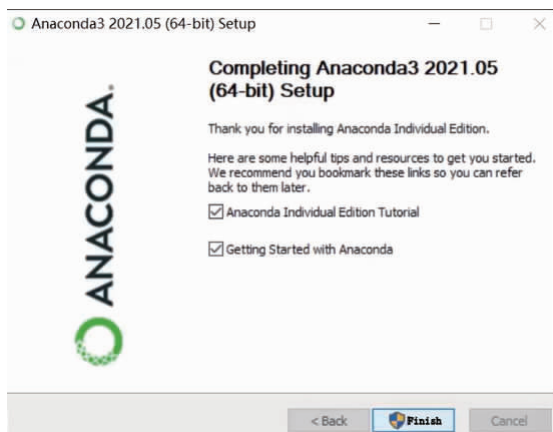 Anaconda3 2021.05 (64-bit) Setup
Completing Anaconda3 2021.05
(64-bit) Setup
ANACONDA.
Thank you for installing Anaconda Individual Edition.
Here are some helpful tips and resources to get you started.
We recommend you bookmark these links so you can refer
back to them later.
Anaconda Individual Edition Tutorial
Getting Started with Anaconda
< Back
Finish
Cancel